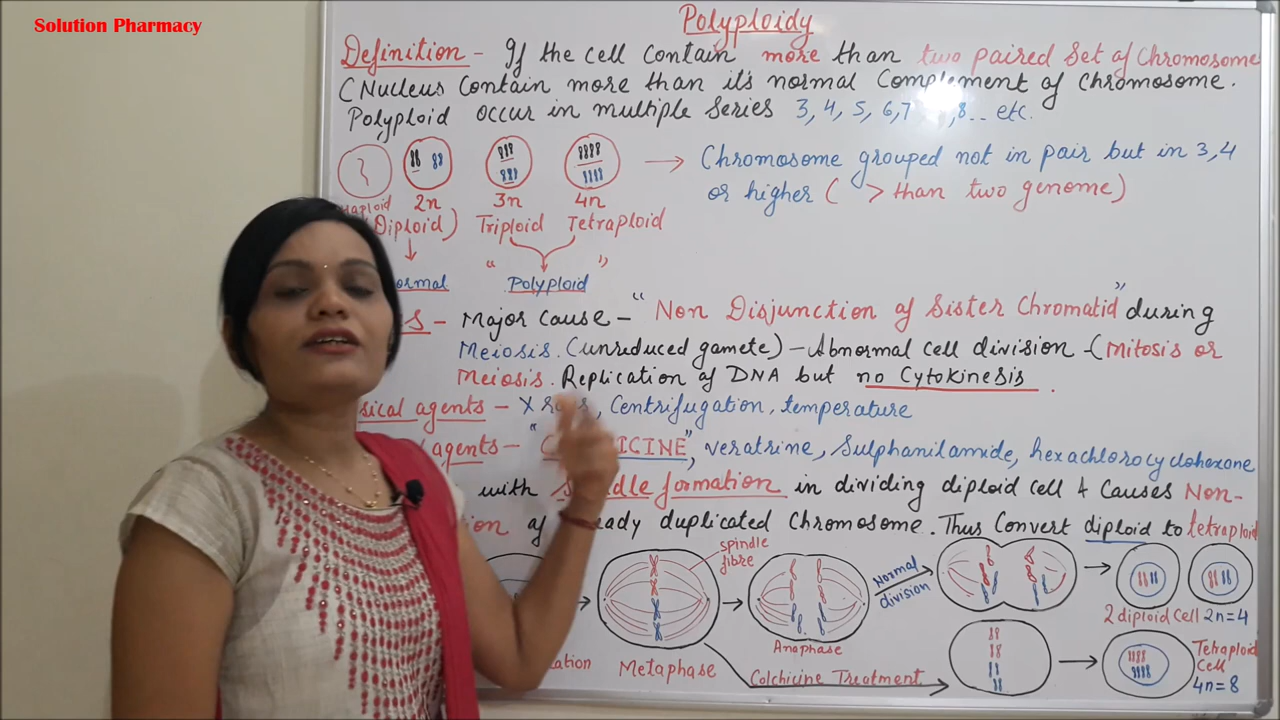 Solution Pharmacy
Polyploidy
Definition - If the cell contain more than two paired set of Chromosome
(Nucleus contain more than it's normal Complement of chromosome.
Polyploid occur in multiple series 3, 4, 5, 6, 7 ,8.. etc.
2n 3n 4n
Diploid) Triploid Tetraploid
→ Chromosome grouped not in pair but in 3,4
or higher ( > than two genome)
" Polyploid "
- Major cause - "Non Disjunction of Sister Chromatid" during
Meiosis. (unreduced gamete) - Abnormal cell division - (Mitosis or
Meiosis. Replication of DNA but no Cytokinesis.
agents - X Centrifugation, temperature
agents - veratrine, Sulphanilamide, hexachlorocyclohexane
with formation in dividing diploid cell & Causes Non-
of duplicated Chromosome. Thus Convert diploid to tetraploid
spindle
fibre
Normal
division
2 diploid cell 2n=4
Anaphase
Metaphase
Colchicine Treatment
Tetraploid
Cell
4n=8